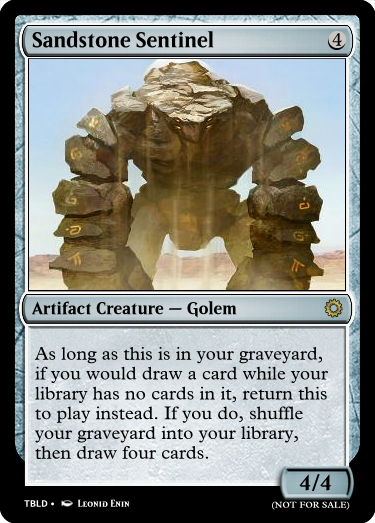 Sandstone Sentinel 4
Artifact Creature — Golem
As long as this is in your graveyard,
if you would draw a card while your
library has no cards in it, return this
to play instead. If you do, shuffle
your graveyard into your library,
then draw four cards.
4/4
TBLD • Leonid Enin
(NOT FOR SALE)